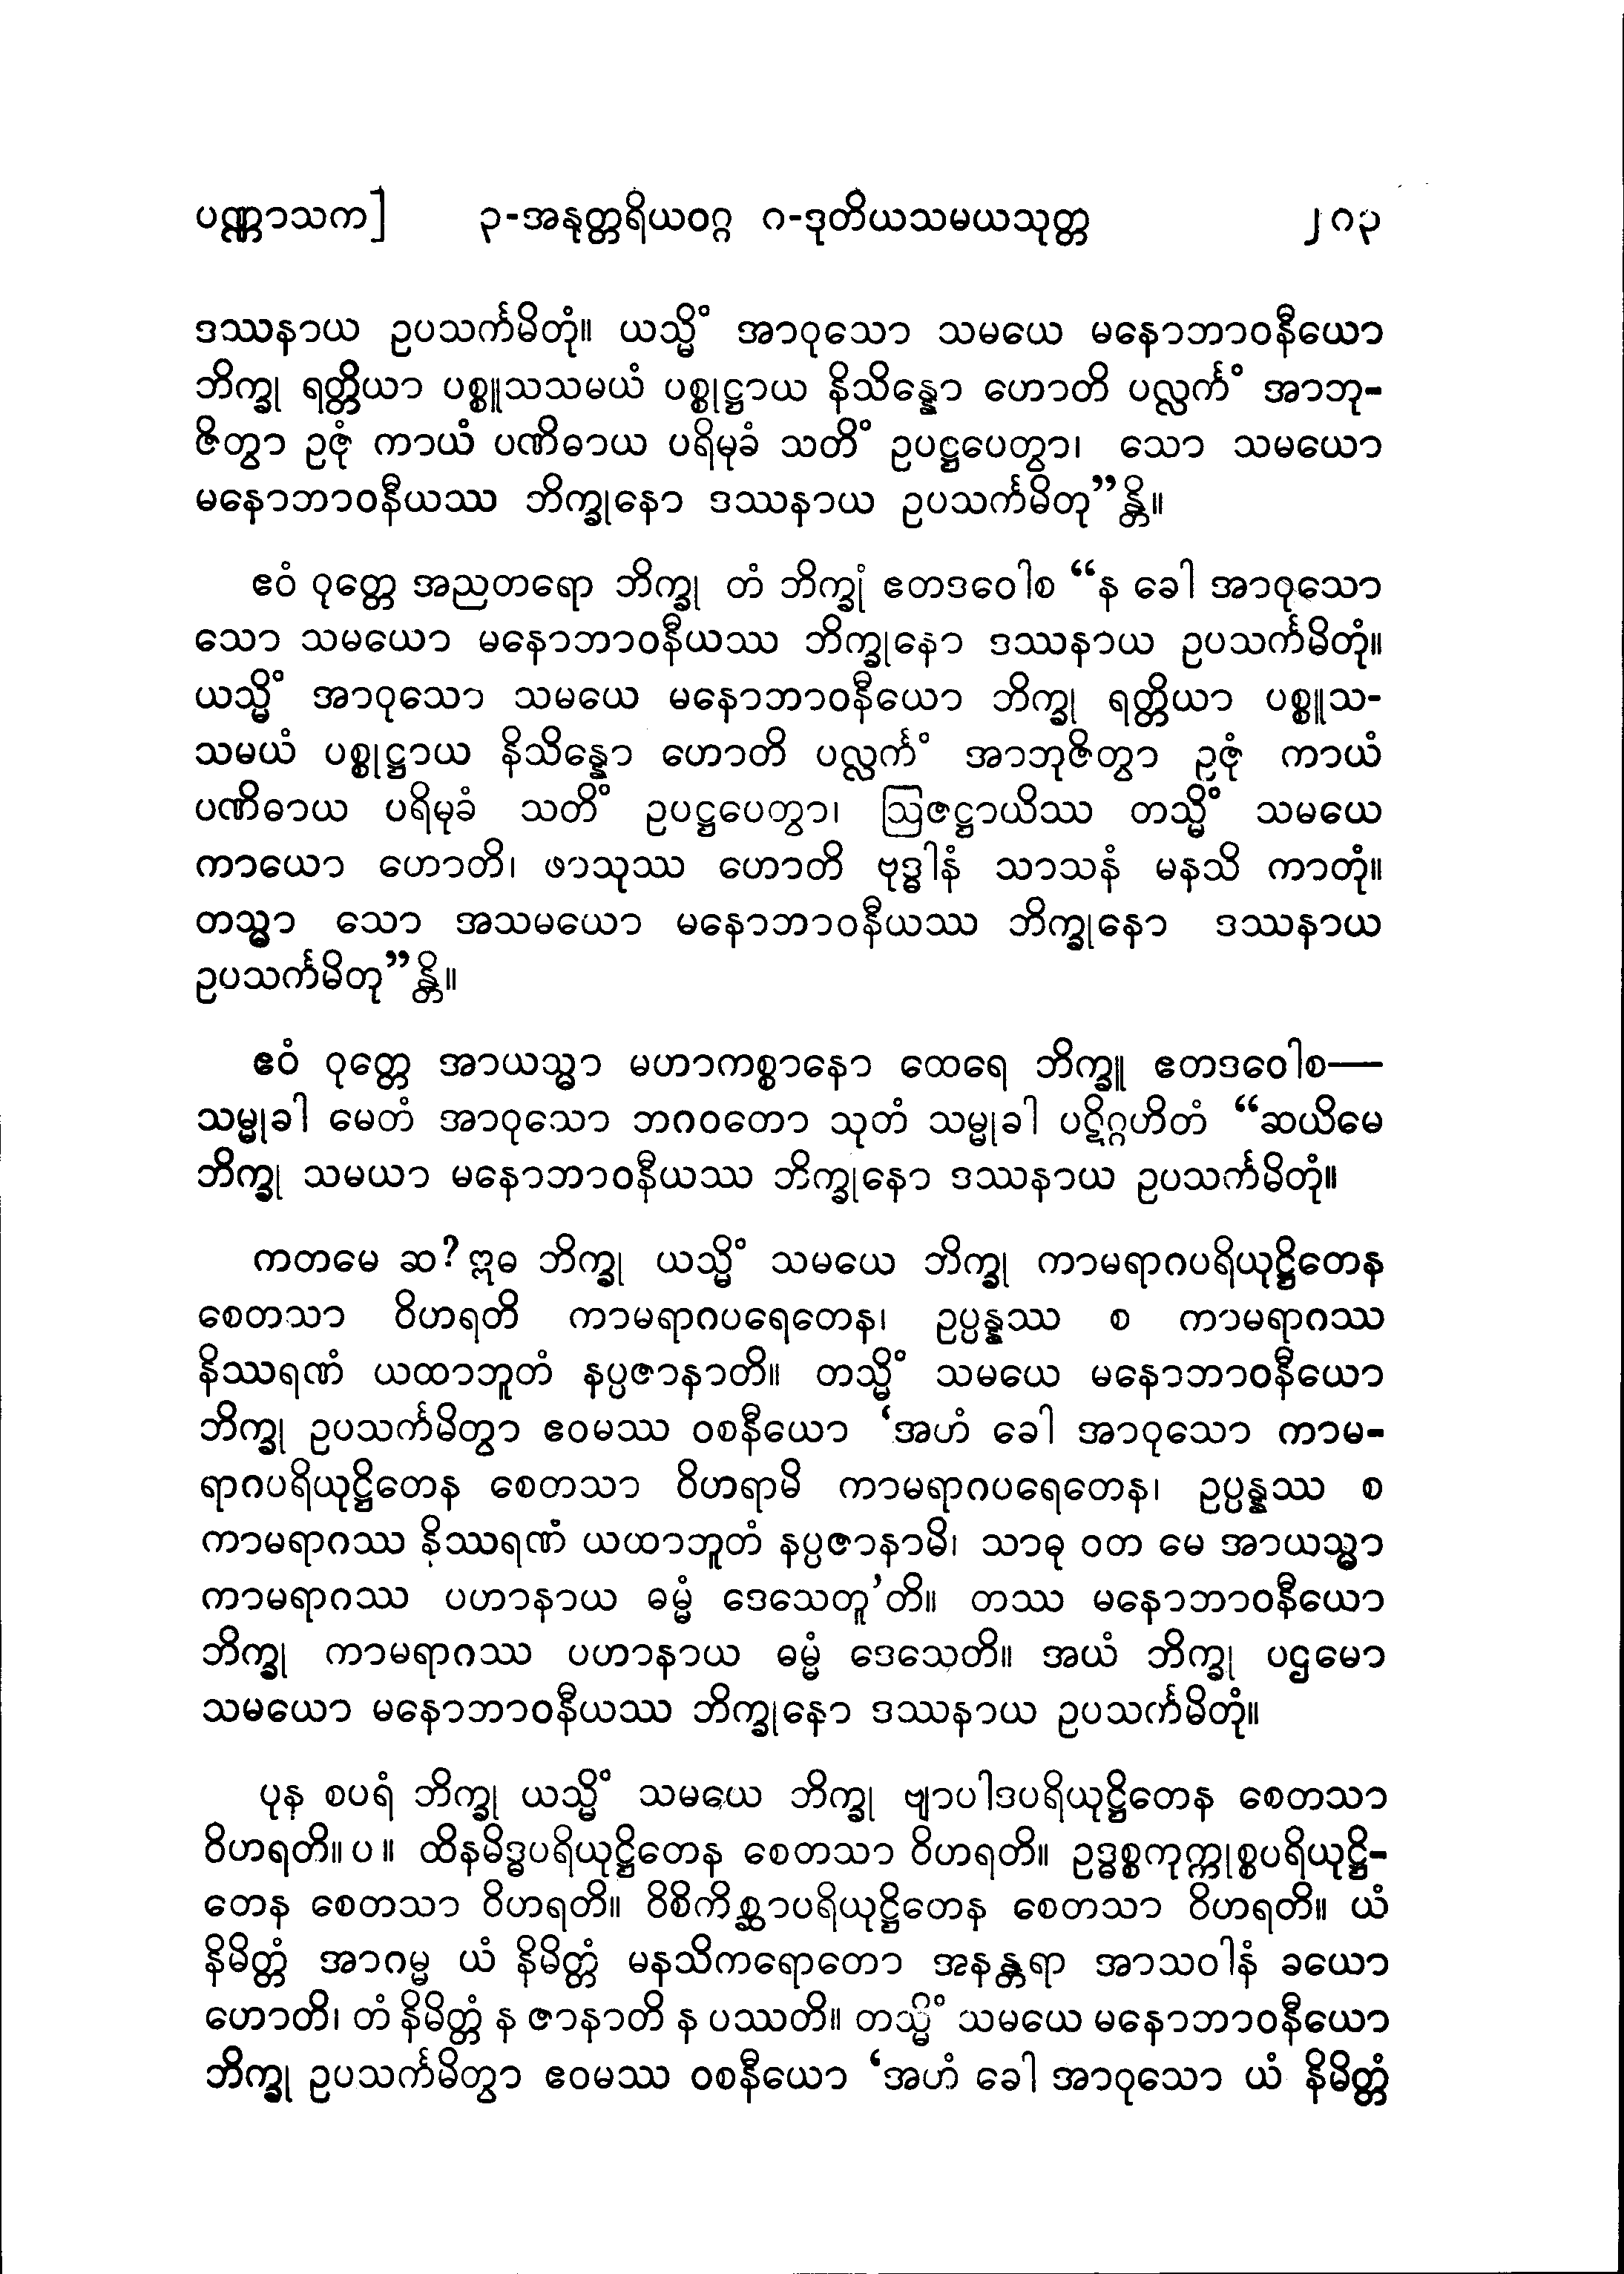 ပဏ္ဏာသက] ၃-အနုတ္တရိယဝဂ္ဂ ဂ-ဒုတိယသမယသုတ္တ ၂၈၃
ဒဿနာယ ဥပသင်္ကမိတုံ။ ယသ္မိံ အာဝုသော သမယေ မနောဘာဝနီယော
ဘိက္ခု ရတ္တိယာ ပစ္စူသသမယံ ပစ္စုဋ္ဌာယ နိသိန္နော ဟောတိ ပလ္လင်္ကံ အာဘု-
ဇိတွာ ဥဇုံ ကာယံ ပဏိဓာယ ပရိမုခံ သတိံ ဥပဋ္ဌပေတွာ၊ သော သမယော
မနောဘာဝနီယဿ ဘိက္ခုနော ဒဿနာယ ဥပသင်္ကမိတု”န္တိ။
ဧဝံ ဝုတ္တေ အညတရော ဘိက္ခု တံ ဘိက္ခုံ ဧတဒဝေါစ “န ခေါ အာဝုသော
သော သမယော မနောဘာဝနီယဿ ဘိက္ခုနော ဒဿနာယ ဥပသင်္ကမိတုံ။
ယသ္မိံ အာဝုသော သမယေ မနောဘာဝနီယော ဘိက္ခု ရတ္တိယာ ပစ္စူသ-
သမယံ ပစ္စုဋ္ဌာယ နိသိန္နော ဟောတိ ပလ္လင်္ကံ အာဘုဇိတွာ ဥဇုံ ကာယံ
ပဏိဓာယ ပရိမုခံ သတိံ ဥပဋ္ဌပေတွာ၊ ဩဇဋ္ဌာယိဿ တသ္မိံ သမယေ
ကာယော ဟောတိ၊ ဖာသုဿ ဟောတိ ဗုဒ္ဓါနံ သာသနံ မနသိ ကာတုံ။
တသ္မာ သော အသမယော မနောဘာဝနီယဿ ဘိက္ခုနော ဒဿနာယ
ဥပသင်္ကမိတု”န္တိ။
ဧဝံ ဝုတ္တေ အာယသ္မာ မဟာကစ္စာနော ထေရေ ဘိက္ခူ ဧတဒဝေါစ—
သမ္မုခါ မေတံ အာဝုသော ဘဂဝတော သုတံ သမ္မုခါ ပဋိဂ္ဂဟိတံ “ဆယိမေ
ဘိက္ခု သမယာ မနောဘာဝနီယဿ ဘိက္ခုနော ဒဿနာယ ဥပသင်္ကမိတုံ။
ကတမေ ဆ? ဣဓ ဘိက္ခု ယသ္မိံ သမယေ ဘိက္ခု ကာမရာဂပရိယုဋ္ဌိတေန
စေတသာ ဝိဟရတိ ကာမရာဂပရေတေန၊ ဥပ္ပန္နဿ စ ကာမရာဂဿ
နိဿရဏံ ယထာဘူတံ နပ္ပဇာနာတိ။ တသ္မိံ သမယေ မနောဘာဝနီယော
ဘိက္ခု ဥပသင်္ကမိတွာ ဧဝမဿ ဝစနီယော ‘အဟံ ခေါ အာဝုသော ကာမ-
ရာဂပရိယုဋ္ဌိတေန စေတသာ ဝိဟရာမိ ကာမရာဂပရေတေန၊ ဥပ္ပန္နဿ စ
ကာမရာဂဿ နိဿရဏံ ယထာဘူတံ နပ္ပဇာနာမိ၊ သာဓု ဝတ မေ အာယသ္မာ
ကာမရာဂဿ ပဟာနာယ ဓမ္မံ ဒေသေတူ’တိ။ တဿ မနောဘာဝနီယော
ဘိက္ခု ကာမရာဂဿ ပဟာနာယ ဓမ္မံ ဒေသေတိ။ အယံ ဘိက္ခု ပဌမော
သမယော မနောဘာဝနီယဿ ဘိက္ခုနော ဒဿနာယ ဥပသင်္ကမိတုံ။
ပုန စပရံ ဘိက္ခု ယသ္မိံ သမယေ ဘိက္ခု ဗျာပါဒပရိယုဋ္ဌိတေန စေတသာ
ဝိဟရတိ။ ပ ။ ထိနမိဒ္ဓပရိယုဋ္ဌိတေန စေတသာ ဝိဟရတိ။ ဥဒ္ဓစ္စကုက္ကုစ္စပရိယုဋ္ဌိ-
တေန စေတသာ ဝိဟရတိ။ ဝိစိကိစ္ဆာပရိယုဋ္ဌိတေန စေတသာ ဝိဟရတိ။ ယံ
နိမိတ္တံ အာဂမ္မ ယံ နိမိတ္တံ မနသိကရောတော အနန္တရာ အာသဝါနံ ခယော
ဟောတိ၊ တံ နိမိတ္တံ န ဇာနာတိ န ပဿတိ။ တသ္မိံ သမယေ မနောဘာဝနီယော
ဘိက္ခု ဥပသင်္ကမိတွာ ဧဝမဿ ဝစနီယော ‘အဟံ ခေါ အာဝုသော ယံ နိမိတ္တံ